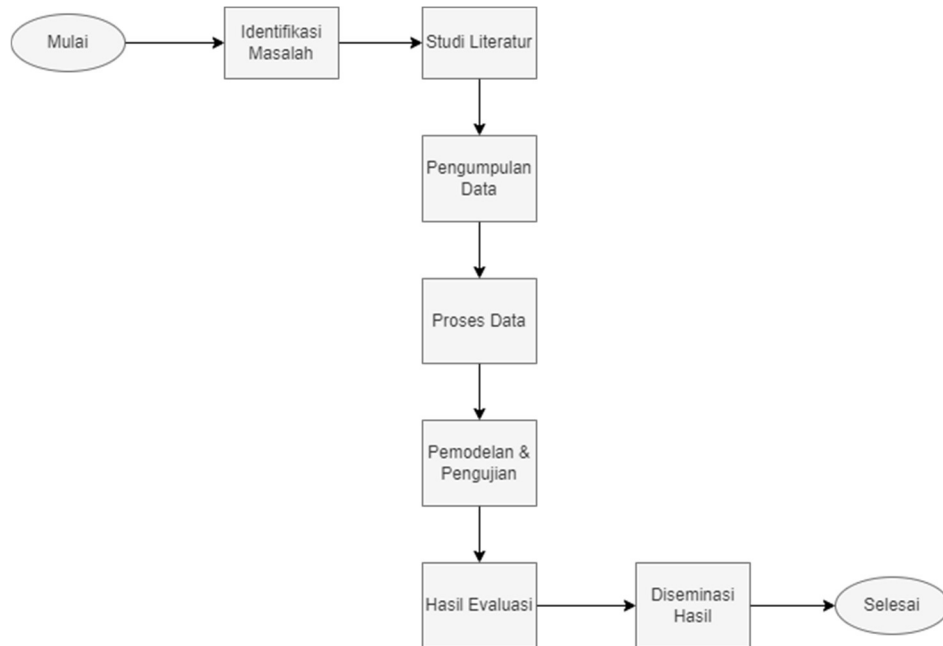 Mulai
Identifikasi
Masalah
Studi Literatur
Pengumpulan
Data
Proses Data
Pemodelan &
Pengujian
Hasil Evaluasi
Diseminasi
Hasil
Selesai